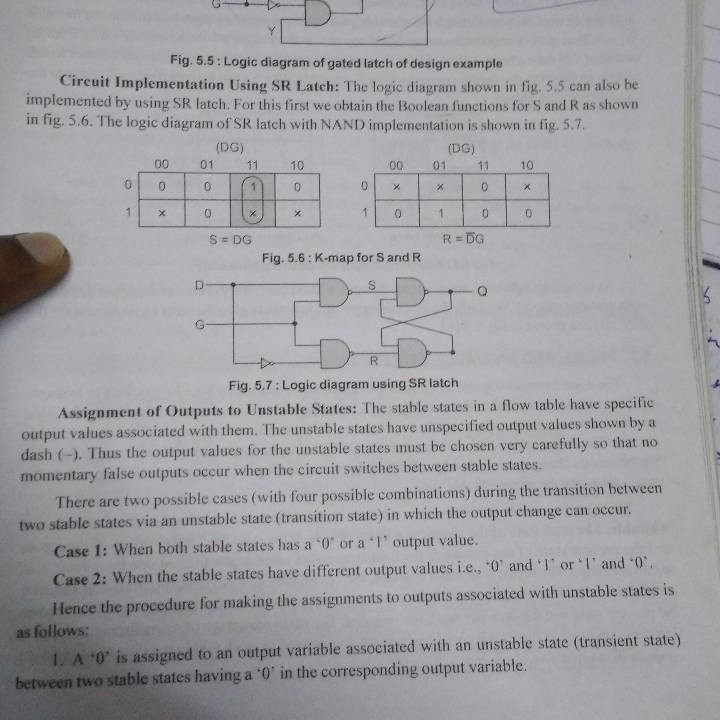 G
Y
Fig. 5.5 : Logic diagram of gated latch of design example
Circuit Implementation Using SR Latch: The logic diagram shown in fig. 5.5 can also be
implemented by using SR latch. For this first we obtain the Boolean functions for S and R as shown
in fig. 5.6. The logic diagram of SR latch with NAND implementation is shown in fig. 5.7.
(DG) (DG)
00 01 11 10 00 01 11 10
0 0 0 1 0 0 × × 0 ×
1 × 0 × × 1 0 1 0 0
S = DG R = D̅G
Fig. 5.6 : K-map for S and R
D S Q
G
R
Fig. 5.7 : Logic diagram using SR latch
Assignment of Outputs to Unstable States: The stable states in a flow table have specific
output values associated with them. The unstable states have unspecified output values shown by a
dash (–). Thus the output values for the unstable states must be chosen very carefully so that no
momentary false outputs occur when the circuit switches between stable states.
There are two possible cases (with four possible combinations) during the transition between
two stable states via an unstable state (transition state) in which the output change can occur.
Case 1: When both stable states has a ‘0’ or a ‘1’ output value.
Case 2: When the stable states have different output values i.e., ‘0’ and ‘1’ or ‘1’ and ‘0’.
Hence the procedure for making the assignments to outputs associated with unstable states is
as follows:
1. A ‘0’ is assigned to an output variable associated with an unstable state (transient state)
between two stable states having a ‘0’ in the corresponding output variable.